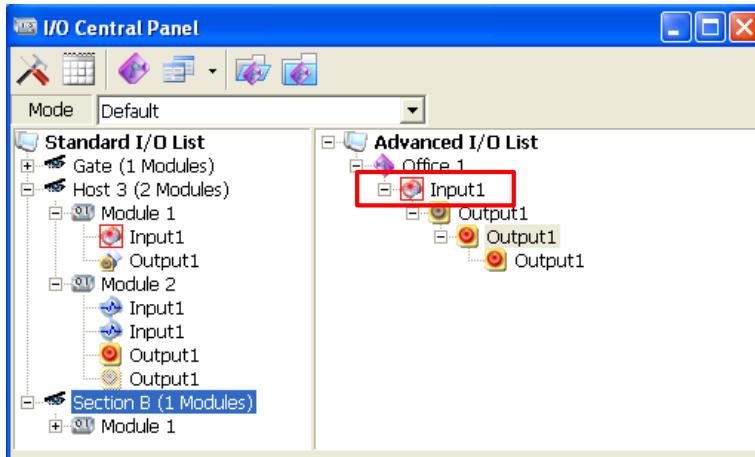 I/O Central Panel
Mode Default
Standard I/O List
Gate (1 Modules)
Host 3 (2 Modules)
Module 1
Input1
Output1
Module 2
Input1
Input1
Output1
Output1
Section B (1 Modules)
Module 1
Advanced I/O List
Office 1
Input1
Output1
Output1
Output1